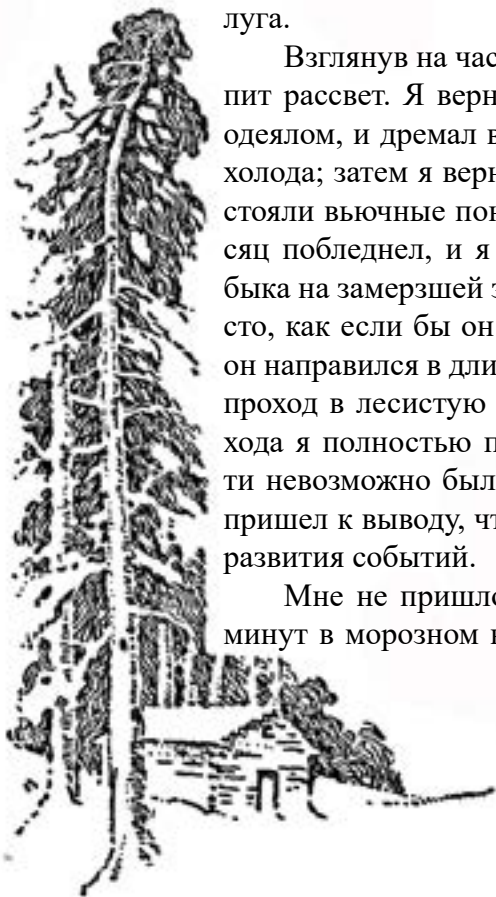 луга.
Взглянув на час
пит рассвет. Я верн
одеялом, и дремал в
холода; затем я верн
стояли вьючные пон
сяц побледнел, и я
быка на замерзшей з
сто, как если бы он
он направился в дли
проход в лесистую
хода я полностью п
ти невозможно был
пришел к выводу, чт
развития событий.
Мне не пришло
минут в морозном в